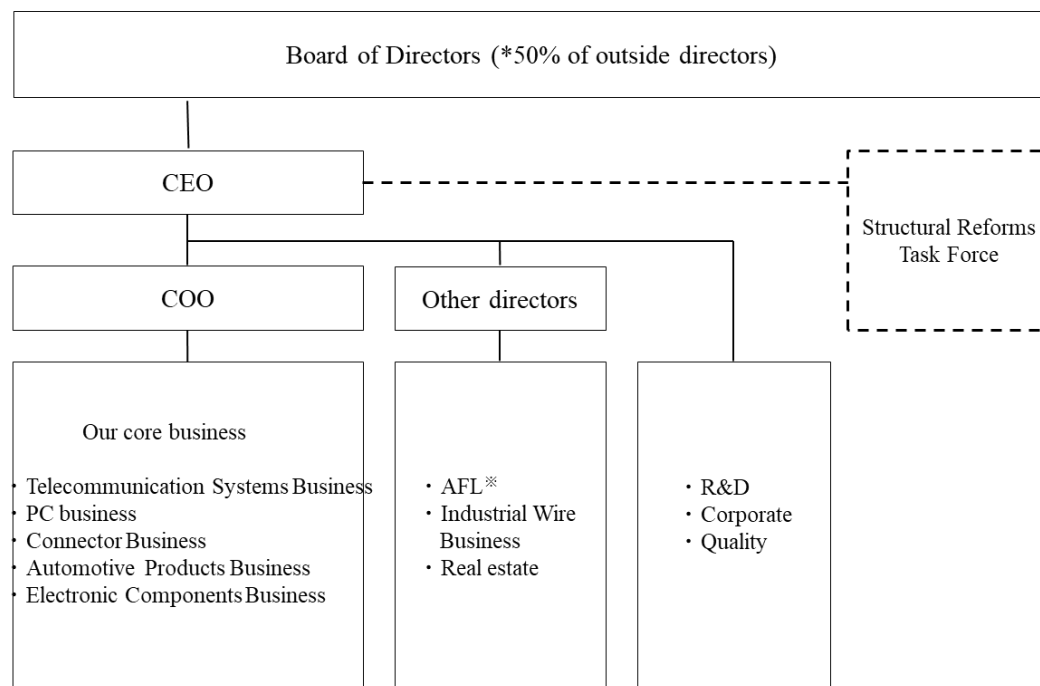 Board of Directors (*50% of outside directors)
CEO
Structural Reforms
Task Force
COO
Other directors
Our core business
・Telecommunication Systems Business
・PC business
・Connector Business
・Automotive Products Business
・Electronic Components Business
・AFL※
・Industrial Wire
Business
・Real estate
・R&D
・Corporate
・Quality